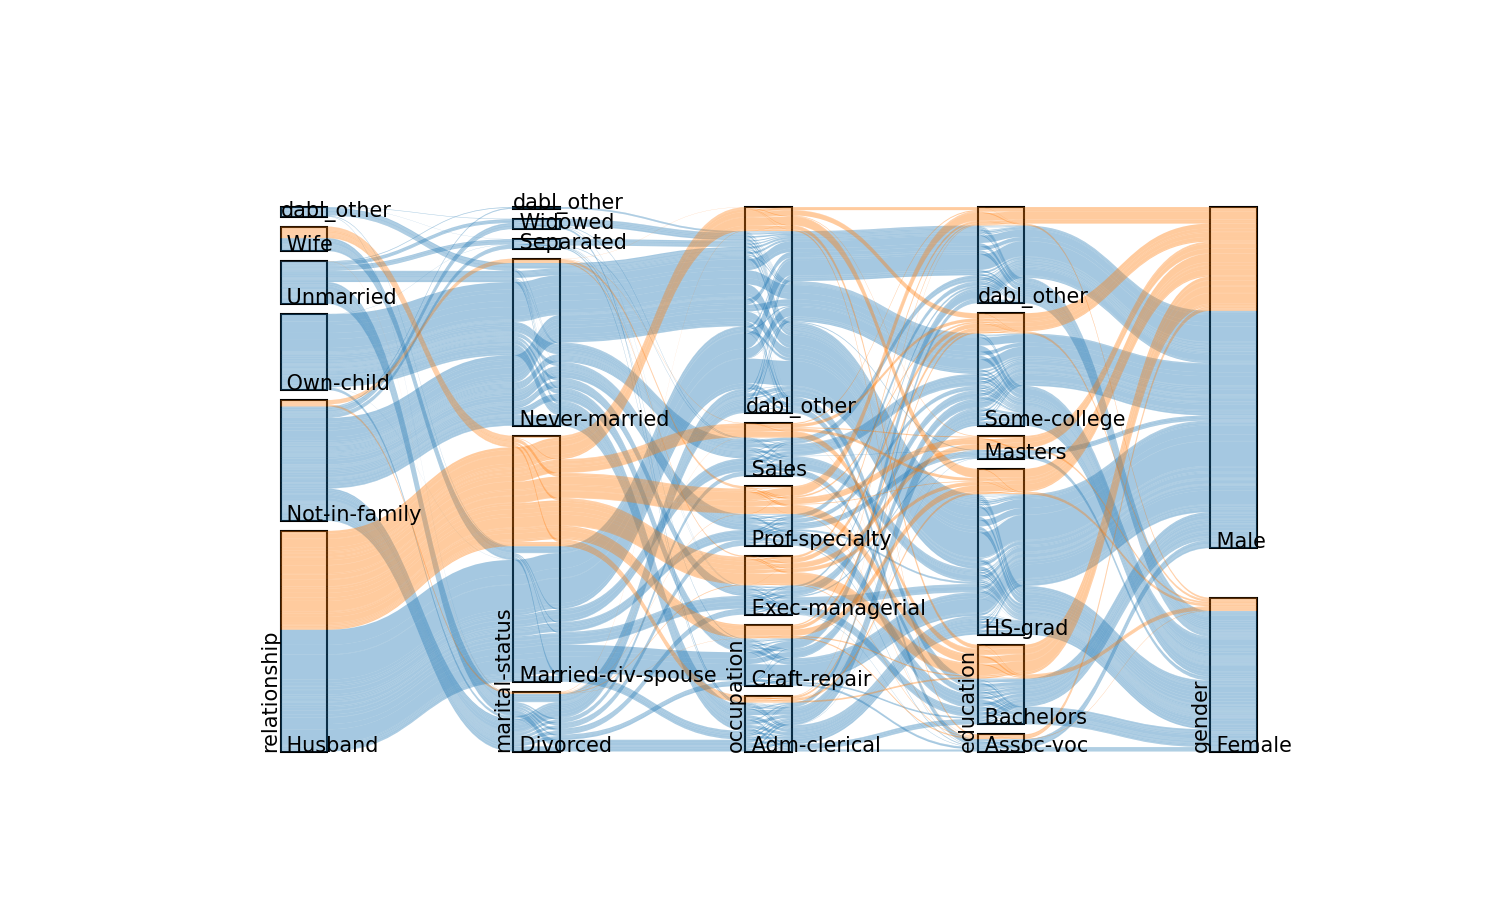 dabl_other
Wife
Unmarried
Own-child
Not-in-family
Husband
relationship
dabl_other
Widowed
Separated
Never-married
Married-civ-spouse
Divorced
marital-status
dabl_other
Sales
Prof-specialty
Exec-managerial
Craft-repair
Adm-clerical
occupation
dabl_other
Some-college
Masters
HS-grad
Bachelors
Assoc-voc
education
Male
Female
gender